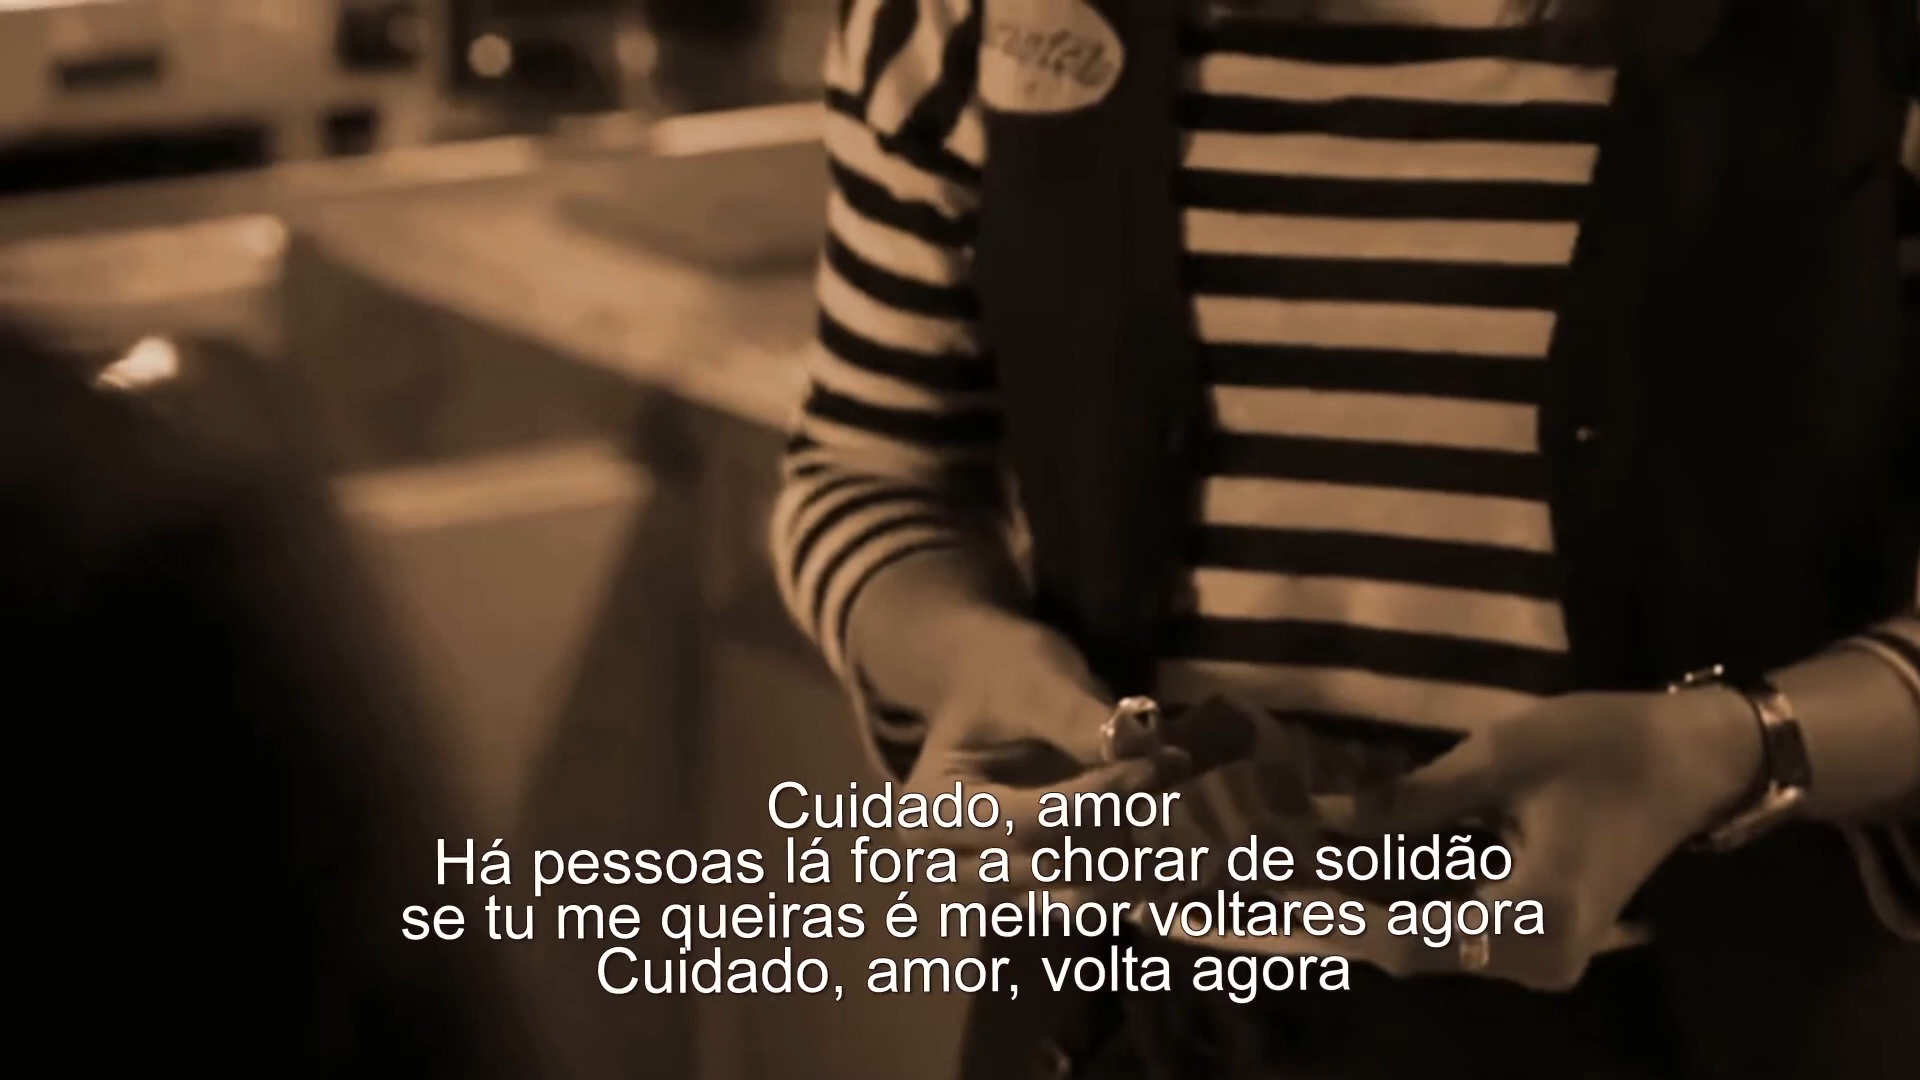 Cuidado, amor
Há pessoas lá fora a chorar de solidão
se tu me queiras é melhor voltares agora
Cuidado, amor, volta agora